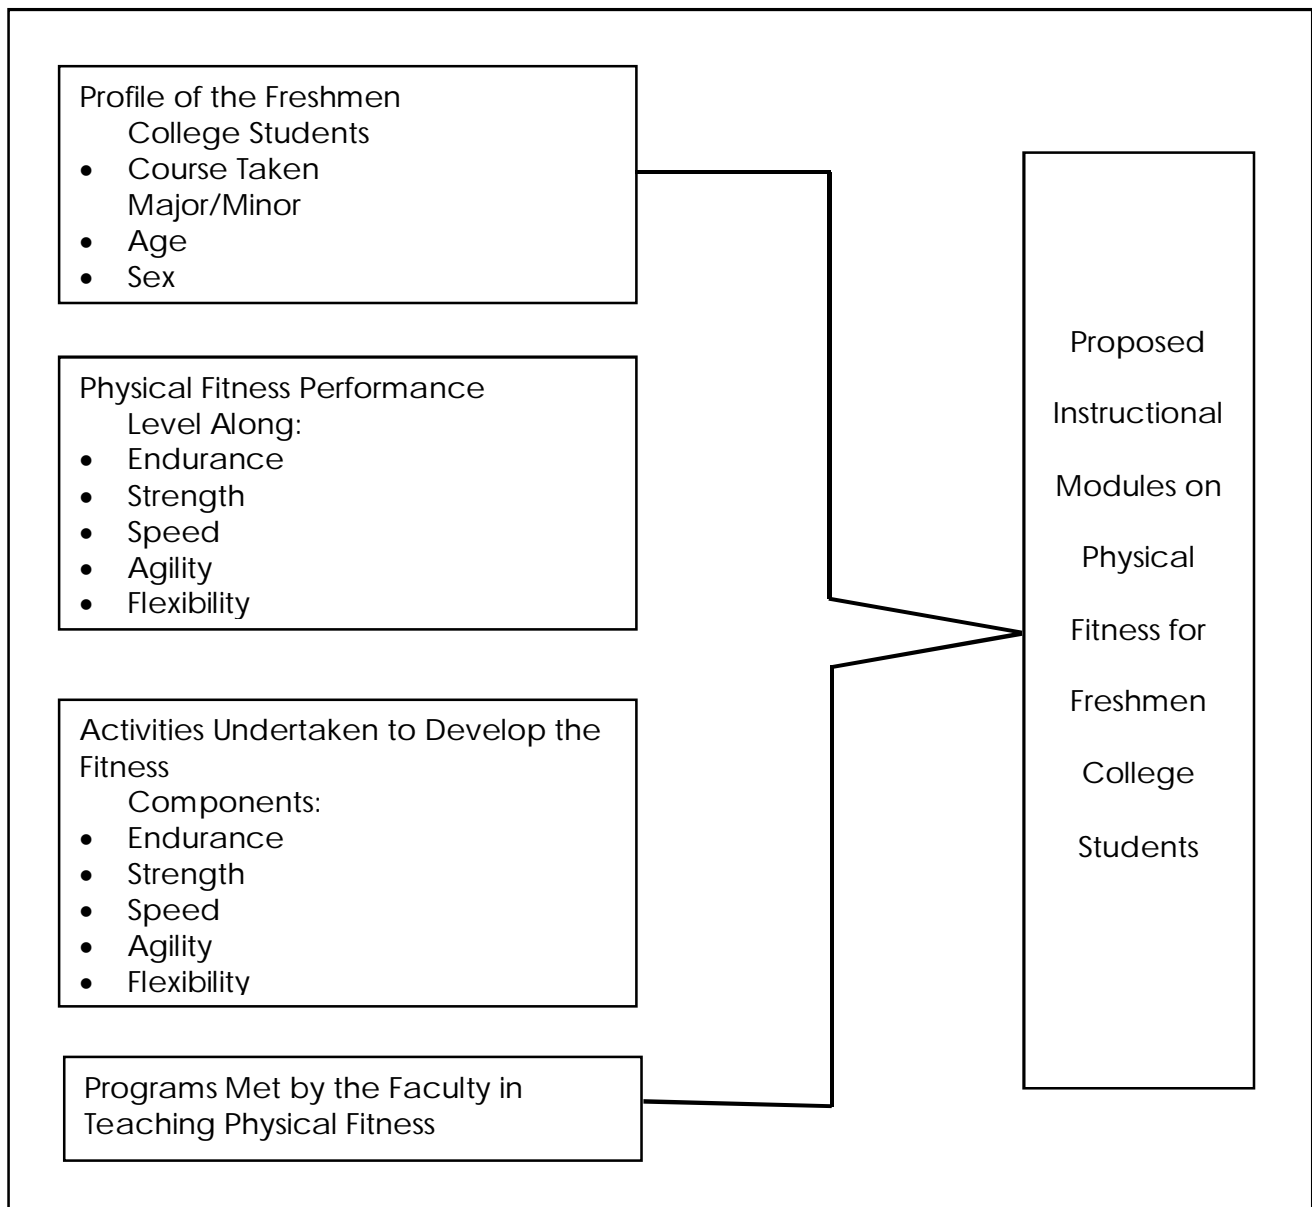 Profile of the Freshmen
College Students
• Course Taken
Major/Minor
• Age
• Sex
Physical Fitness Performance
Level Along:
• Endurance
• Strength
• Speed
• Agility
• Flexibility
Activities Undertaken to Develop the
Fitness
Components:
• Endurance
• Strength
• Speed
• Agility
• Flexibility
Programs Met by the Faculty in
Teaching Physical Fitness
Proposed
Instructional
Modules on
Physical
Fitness for
Freshmen
College
Students